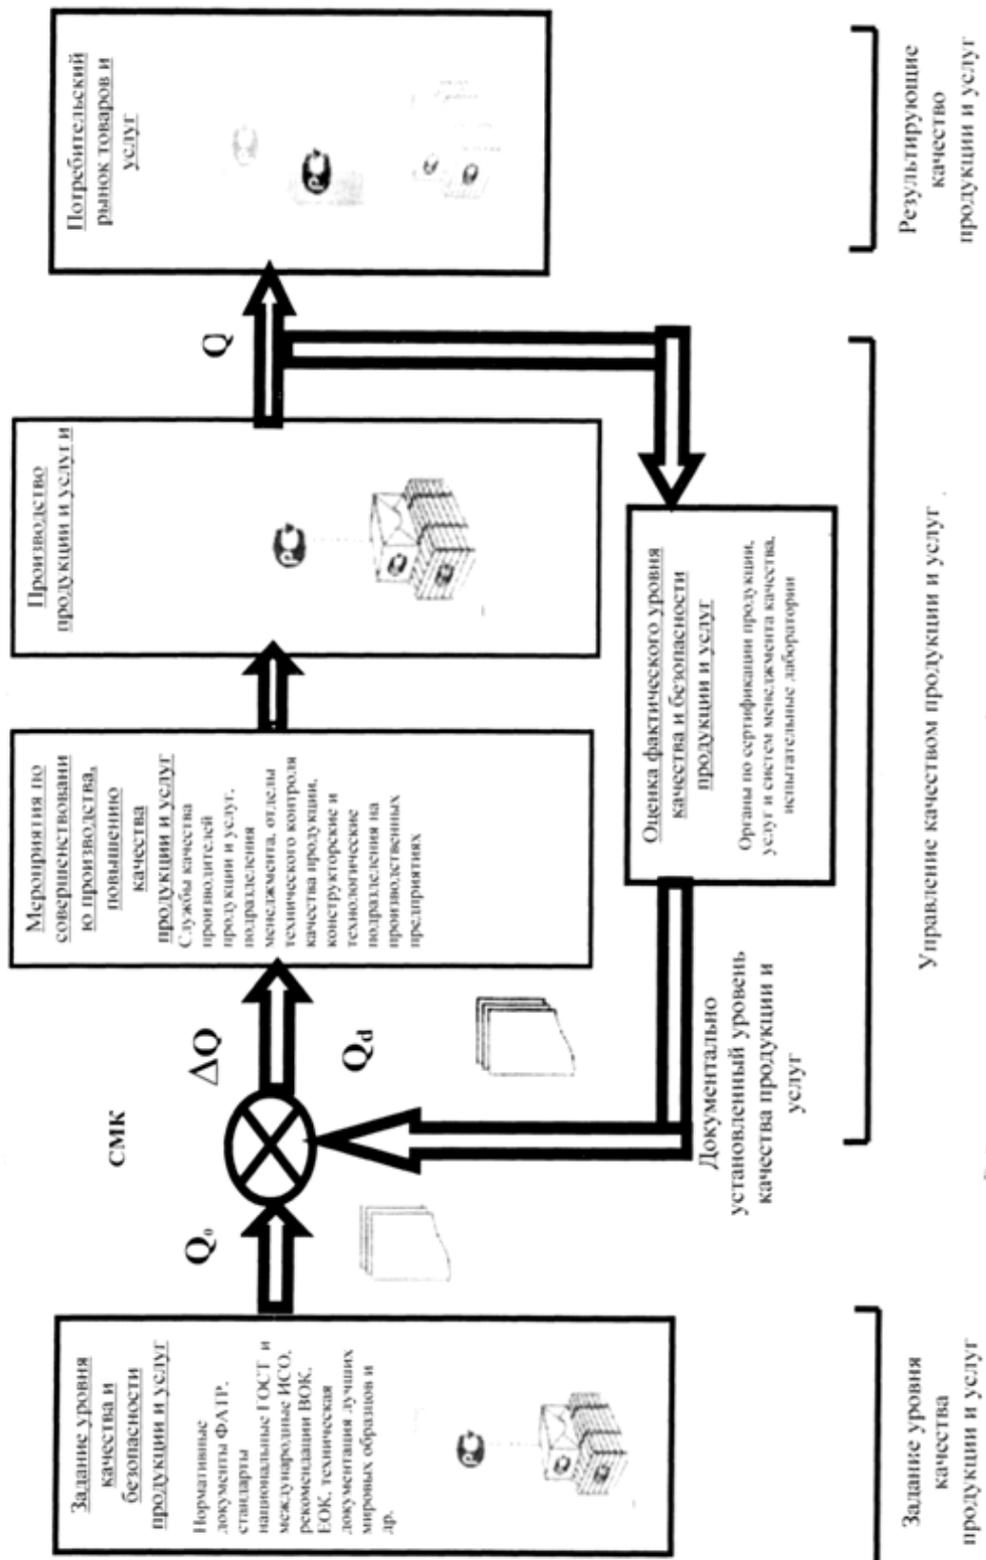 Задание уровня
качества и
безопасности
продукции и услуг
Нормативные
документы ФАТР,
стандарты
национальные ГОСТ и
международные ИСО,
рекомендации ВОК,
ЕОК, техническая
документация лучших
мировых образцов и
др.
Q₀
СМК
ΔQ
Qd
Документально
установленный уровень
качества продукции и
услуг
Мероприятия по
совершенствовани
ю производства,
повышению
качества
продукции и услуг
Службы качества
производителей
продукции и услуг,
подразделения
менеджмента, отделы
технического контроля
качества продукции,
конструкторские и
технологические
подразделения на
производственных
предприятиях
Производство
продукции и услуг и
Q
Оценка фактического уровня
качества и безопасности
продукции и услуг
Органы по сертификации продукции,
услуг и систем менеджмента качества,
испытательные лаборатории
Потребительский
рынок товаров и
услуг
Задание уровня
качества
продукции и услуг
Управление качеством продукции и услуг
Результирующие
качество
продукции и услуг